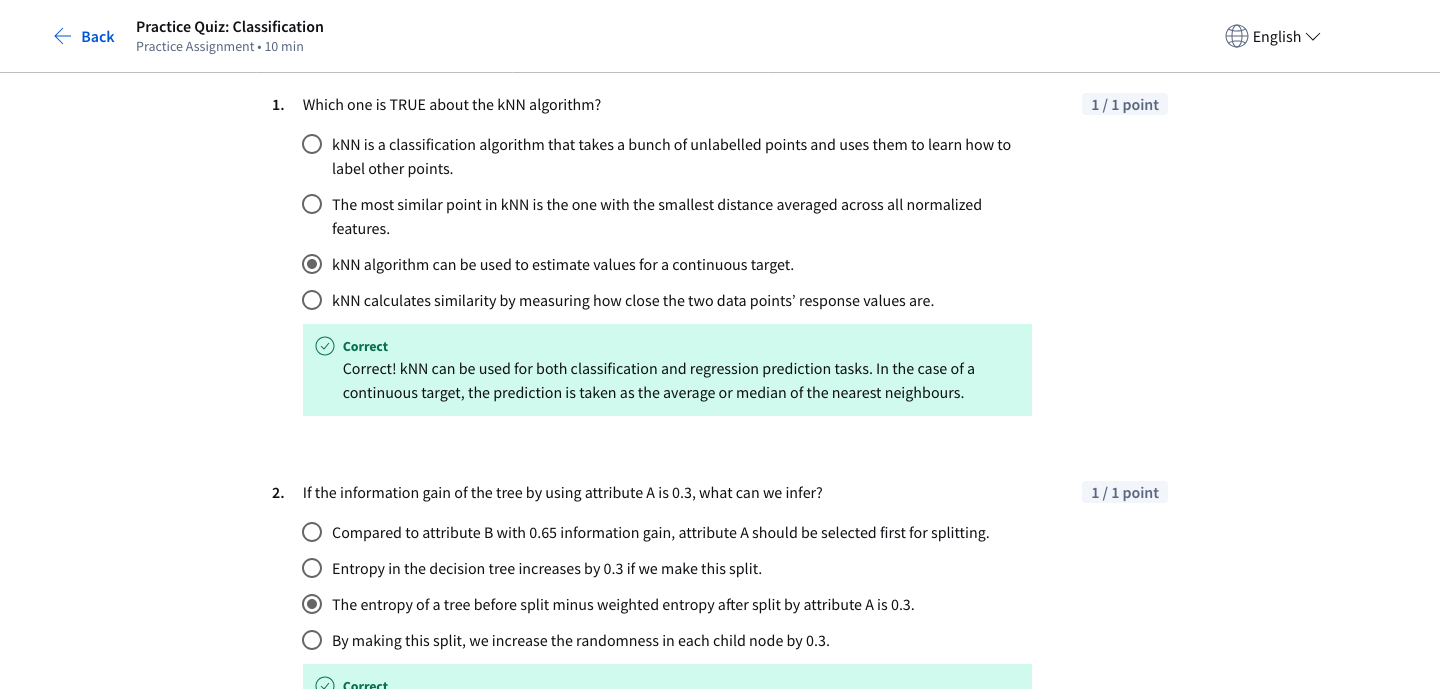 Back
Practice Quiz: Classification
Practice Assignment • 10 min
English
1. Which one is TRUE about the kNN algorithm?
1 / 1 point
kNN is a classification algorithm that takes a bunch of unlabelled points and uses them to learn how to
label other points.
The most similar point in kNN is the one with the smallest distance averaged across all normalized
features.
kNN algorithm can be used to estimate values for a continuous target.
kNN calculates similarity by measuring how close the two data points’ response values are.
Correct
Correct! kNN can be used for both classification and regression prediction tasks. In the case of a
continuous target, the prediction is taken as the average or median of the nearest neighbours.
2. If the information gain of the tree by using attribute A is 0.3, what can we infer?
1 / 1 point
Compared to attribute B with 0.65 information gain, attribute A should be selected first for splitting.
Entropy in the decision tree increases by 0.3 if we make this split.
The entropy of a tree before split minus weighted entropy after split by attribute A is 0.3.
By making this split, we increase the randomness in each child node by 0.3.
Correct